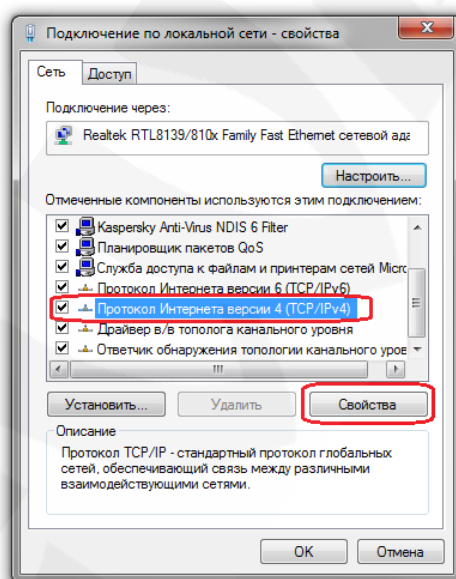 Подключение по локальной сети - свойства
Сеть Доступ
Подключение через:
Realtek RTL8139/810x Family Fast Ethernet сетевой ада
Настроить...
Отмеченные компоненты используются этим подключением:
Kaspersky Anti-Virus NDIS 6 Filter
Планировщик пакетов QoS
Служба доступа к файлам и принтерам сетей Micro
Протокол Интернета версии 6 (TCP/IPv6)
Протокол Интернета версии 4 (TCP/IPv4)
Драйвер в/в тополога канального уровня
Ответчик обнаружения топологии канального уров
Установить... Удалить Свойства
Описание
Протокол TCP/IP - стандартный протокол глобальных
сетей, обеспечивающий связь между различными
взаимодействующими сетями.
OK Отмена